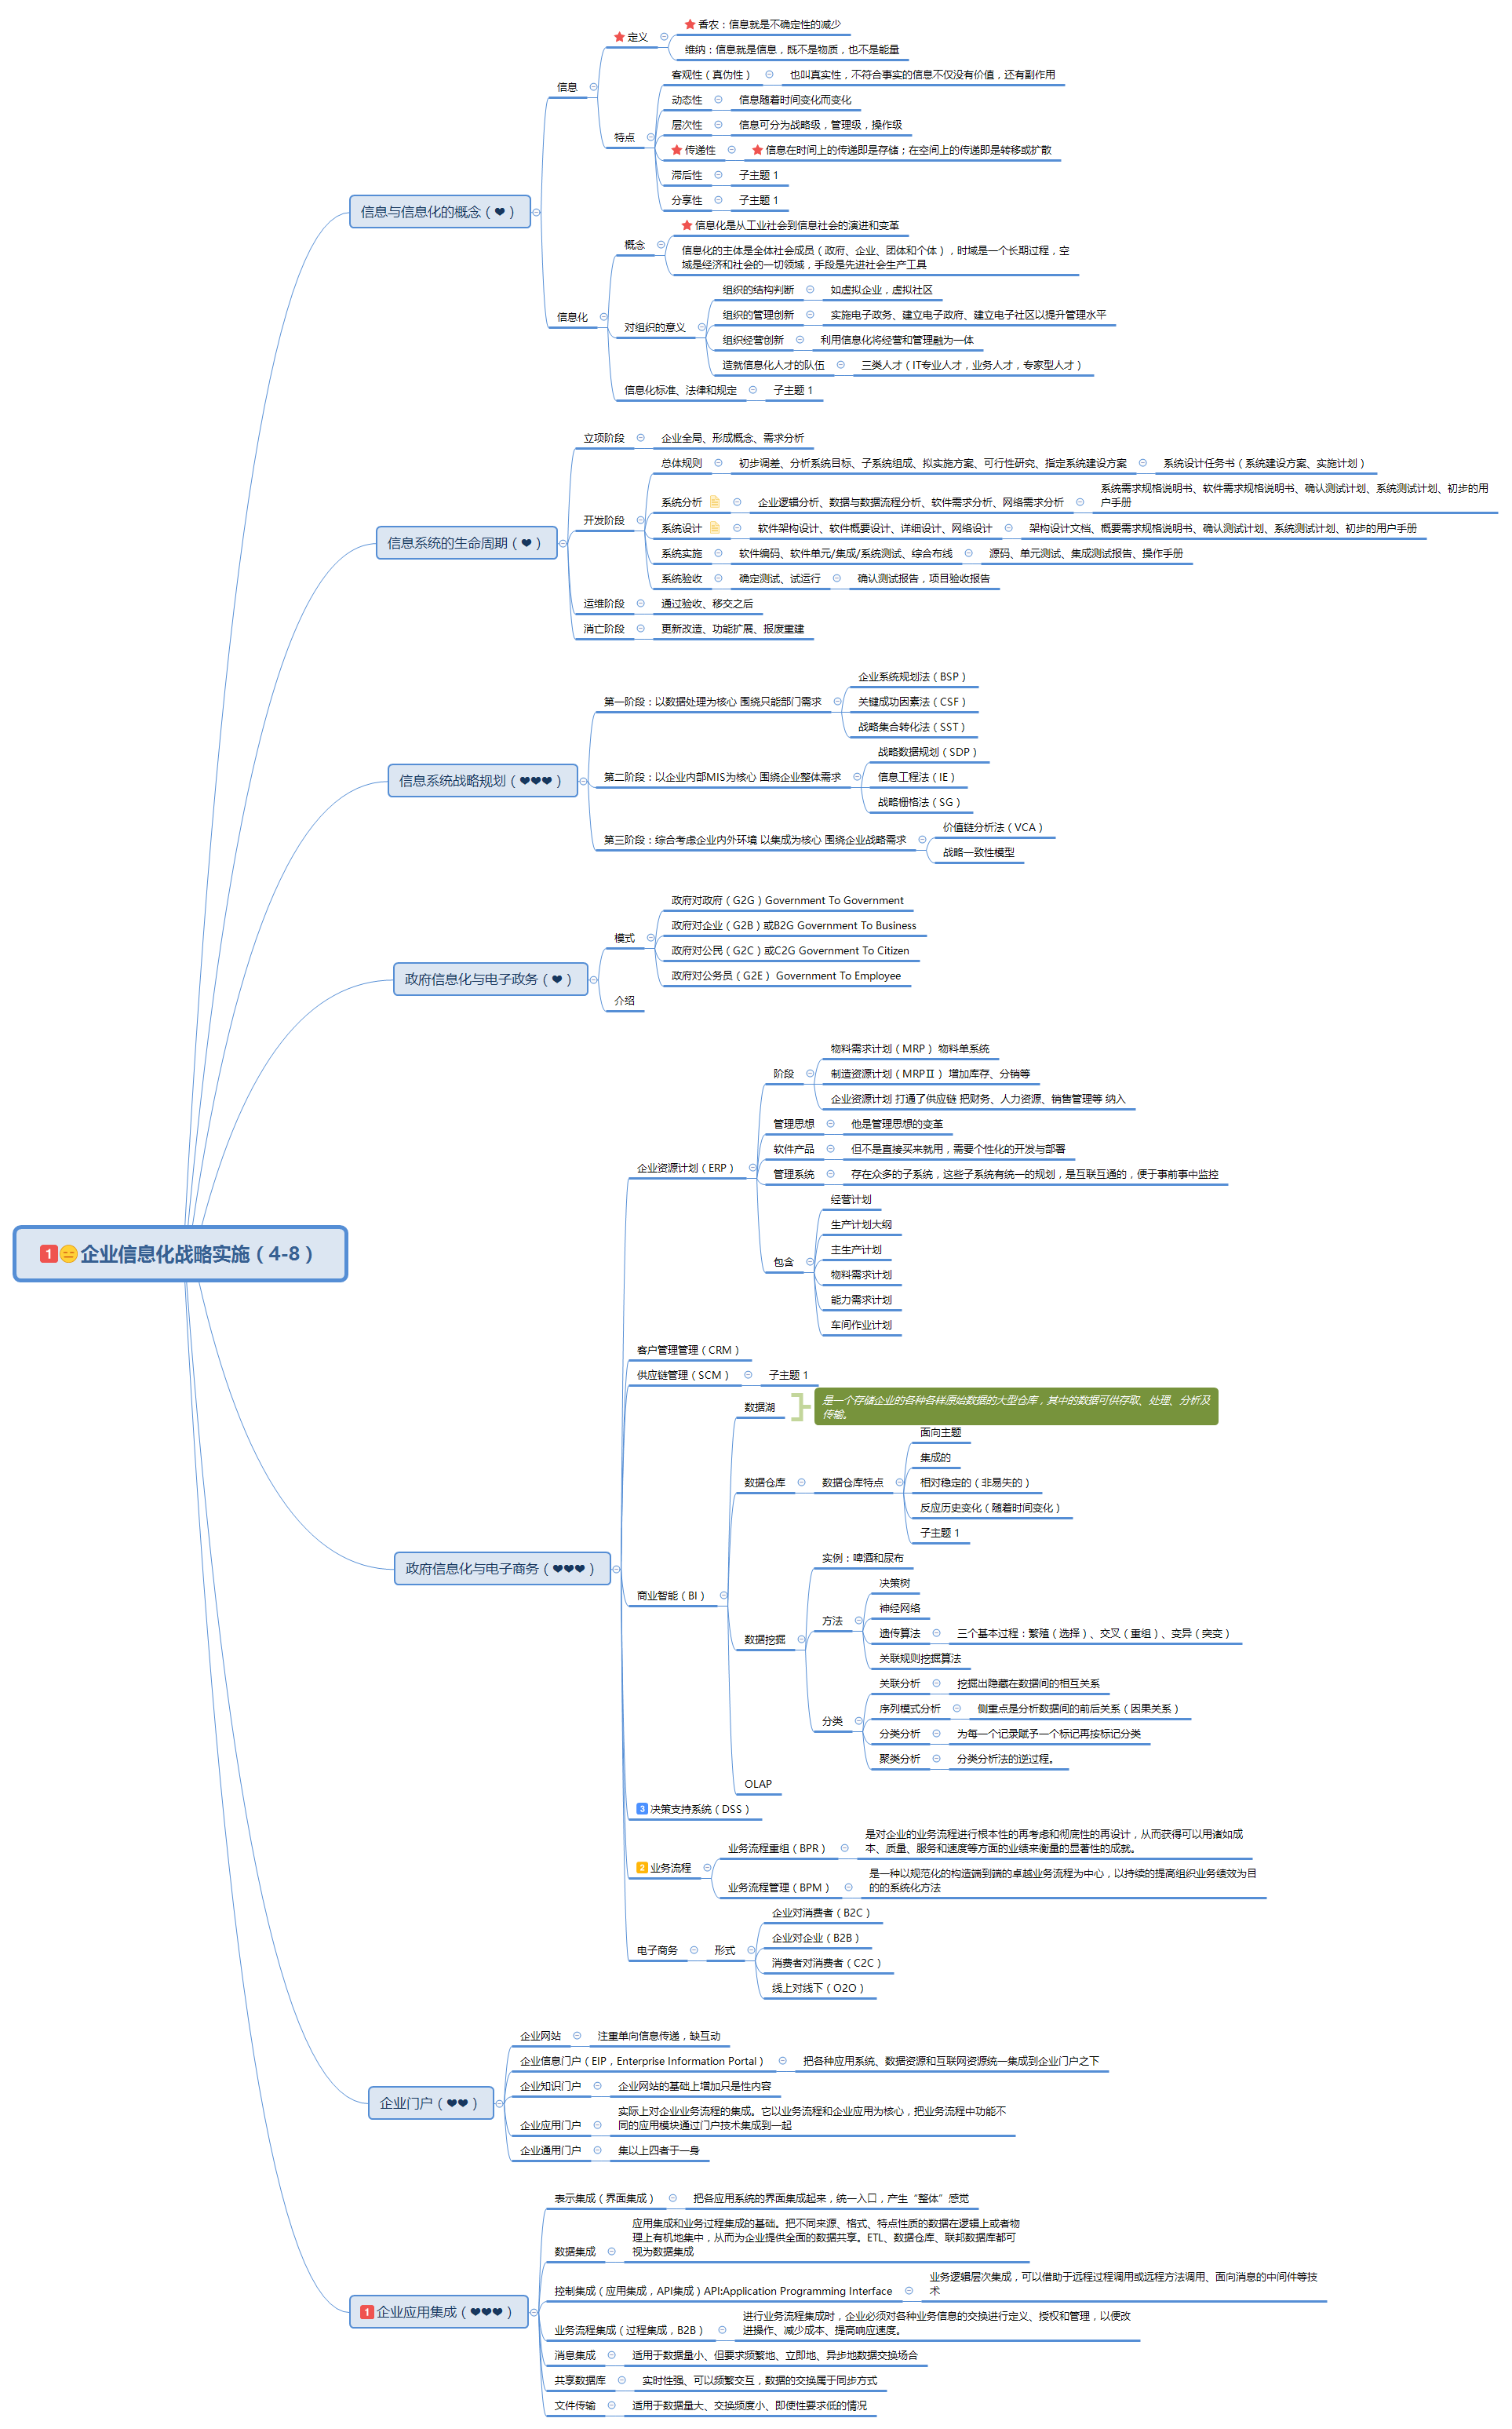 1 企业信息化战略实施（4-8）
信息与信息化的概念（❤）
信息
定义
香农：信息就是不确定性的减少
维纳：信息就是信息，既不是物质，也不是能量
特点
客观性（真伪性）
也叫真实性，不符合事实的信息不仅没有价值，还有副作用
动态性
信息随着时间变化而变化
层次性
信息可分为战略级，管理级，操作级
传递性
信息在时间上的传递即是存储；在空间上的传递即是转移或扩散
滞后性
子主题 1
分享性
子主题 1
信息化
概念
信息化是从工业社会到信息社会的演进和变革
信息化的主体是全体社会成员（政府、企业、团体和个体），时域是一个长期过程，空
域是经济和社会的一切领域，手段是先进社会生产工具
对组织的意义
组织的结构判断
如虚拟企业，虚拟社区
组织的管理创新
实施电子政务、建立电子政府、建立电子社区以提升管理水平
组织经营创新
利用信息化将经营和管理融为一体
造就信息化人才的队伍
三类人才（IT专业人才，业务人才，专家型人才）
信息化标准、法律和规定
子主题 1
信息系统的生命周期（❤）
立项阶段
企业全局、形成概念、需求分析
开发阶段
总体规则
初步调差、分析系统目标、子系统组成、拟实施方案、可行性研究、指定系统建设方案
系统设计任务书（系统建设方案、实施计划）
系统分析
企业逻辑分析、数据与数据流程分析、软件需求分析、网络需求分析
系统需求规格说明书、软件需求规格说明书、确认测试计划、系统测试计划、初步的用
户手册
系统设计
软件架构设计、软件概要设计、详细设计、网络设计
架构设计文档、概要需求规格说明书、确认测试计划、系统测试计划、初步的用户手册
系统实施
软件编码、软件单元/集成/系统测试、综合布线
源码、单元测试、集成测试报告、操作手册
系统验收
确定测试、试运行
确认测试报告，项目验收报告
运维阶段
通过验收、移交之后
消亡阶段
更新改造、功能扩展、报废重建
信息系统战略规划（❤❤❤）
第一阶段：以数据处理为核心 围绕只能部门需求
企业系统规划法（BSP）
关键成功因素法（CSF）
战略集合转化法（SST）
第二阶段：以企业内部MIS为核心 围绕企业整体需求
战略数据规划（SDP）
信息工程法（IE）
战略栅格法（SG）
第三阶段：综合考虑企业内外环境 以集成为核心 围绕企业战略需求
价值链分析法（VCA）
战略一致性模型
政府信息化与电子政务（❤）
模式
政府对政府（G2G）Government To Government
政府对企业（G2B）或B2G Government To Business
政府对公民（G2C）或C2G Government To Citizen
政府对公务员（G2E） Government To Employee
介绍
政府信息化与电子商务（❤❤❤）
企业资源计划（ERP）
阶段
物料需求计划（MRP） 物料单系统
制造资源计划（MRPⅡ） 增加库存、分销等
企业资源计划 打通了供应链 把财务、人力资源、销售管理等 纳入
管理思想
他是管理思想的变革
软件产品
但不是直接买来就用，需要个性化的开发与部署
管理系统
存在众多的子系统，这些子系统有统一的规划，是互联互通的，便于事前事中监控
包含
经营计划
生产计划大纲
主生产计划
物料需求计划
能力需求计划
车间作业计划
客户管理管理（CRM）
供应链管理（SCM）
子主题 1
商业智能（BI）
数据湖
是一个存储企业的各种各样原始数据的大型仓库，其中的数据可供存取、处理、分析及
传输。
数据仓库
数据仓库特点
面向主题
集成的
相对稳定的（非易失的）
反应历史变化（随着时间变化）
子主题 1
数据挖掘
实例：啤酒和尿布
方法
决策树
神经网络
遗传算法
三个基本过程：繁殖（选择）、交叉（重组）、变异（突变）
关联规则挖掘算法
分类
关联分析
挖掘出隐藏在数据间的相互关系
序列模式分析
侧重点是分析数据间的前后关系（因果关系）
分类分析
为每一个记录赋予一个标记再按标记分类
聚类分析
分类分析法的逆过程。
OLAP
3 决策支持系统（DSS）
2 业务流程
业务流程重组（BPR）
是对企业的业务流程进行根本性的再考虑和彻底性的再设计，从而获得可以用诸如成
本、质量、服务和速度等方面的业绩来衡量的显著性的成就。
业务流程管理（BPM）
是一种以规范化的构造端到端的卓越业务流程为中心，以持续的提高组织业务绩效为目
的的系统化方法
电子商务
形式
企业对消费者（B2C）
企业对企业（B2B）
消费者对消费者（C2C）
线上对线下（O2O）
企业门户（❤❤）
企业网站
注重单向信息传递，缺互动
企业信息门户（EIP，Enterprise Information Portal）
把各种应用系统、数据资源和互联网资源统一集成到企业门户之下
企业知识门户
企业网站的基础上增加只是性内容
企业应用门户
实际上对企业业务流程的集成。它以业务流程和企业应用为核心，把业务流程中功能不
同的应用模块通过门户技术集成到一起
企业通用门户
集以上四者于一身
1 企业应用集成（❤❤❤）
表示集成（界面集成）
把各应用系统的界面集成起来，统一入口，产生“整体”感觉
数据集成
应用集成和业务过程集成的基础。把不同来源、格式、特点性质的数据在逻辑上或者物
理上有机地集中，从而为企业提供全面的数据共享。ETL、数据仓库、联邦数据库都可
视为数据集成
控制集成（应用集成，API集成）API:Application Programming Interface
业务逻辑层次集成，可以借助于远程过程调用或远程方法调用、面向消息的中间件等技
术
业务流程集成（过程集成，B2B）
进行业务流程集成时，企业必须对各种业务信息的交换进行定义、授权和管理，以便改
进操作、减少成本、提高响应速度。
消息集成
适用于数据量小、但要求频繁地、立即地、异步地数据交换场合
共享数据库
实时性强、可以频繁交互，数据的交换属于同步方式
文件传输
适用于数据量大、交换频度小、即使性要求低的情况